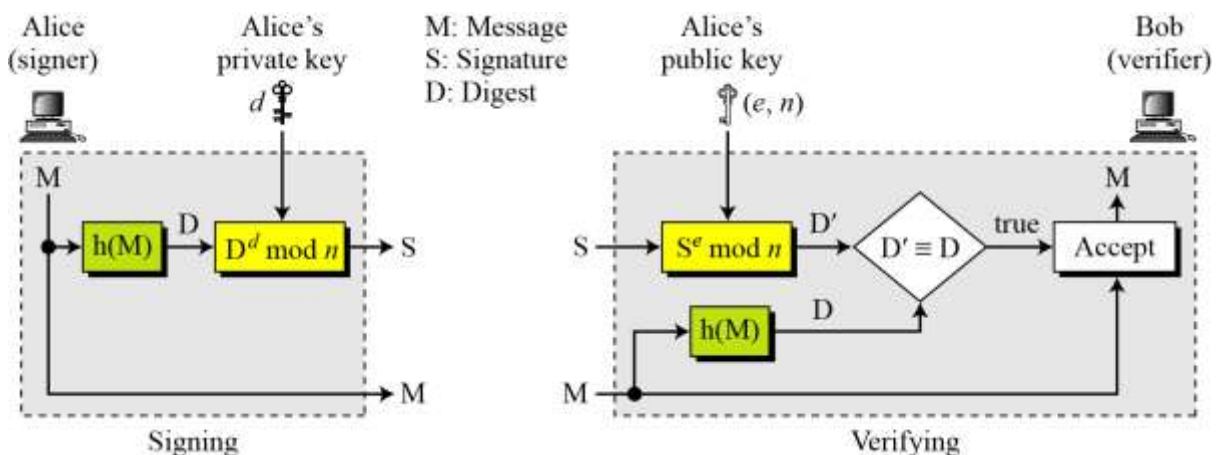 Alice
(signer)
Alice's
private key
d
M: Message
S: Signature
D: Digest
Alice's
public key
(e, n)
Bob
(verifier)
M
h(M)
D
D^d mod n
S
M
Signing
S
S^e mod n
D′
D′ ≡ D
true
M
Accept
h(M)
D
M
Verifying